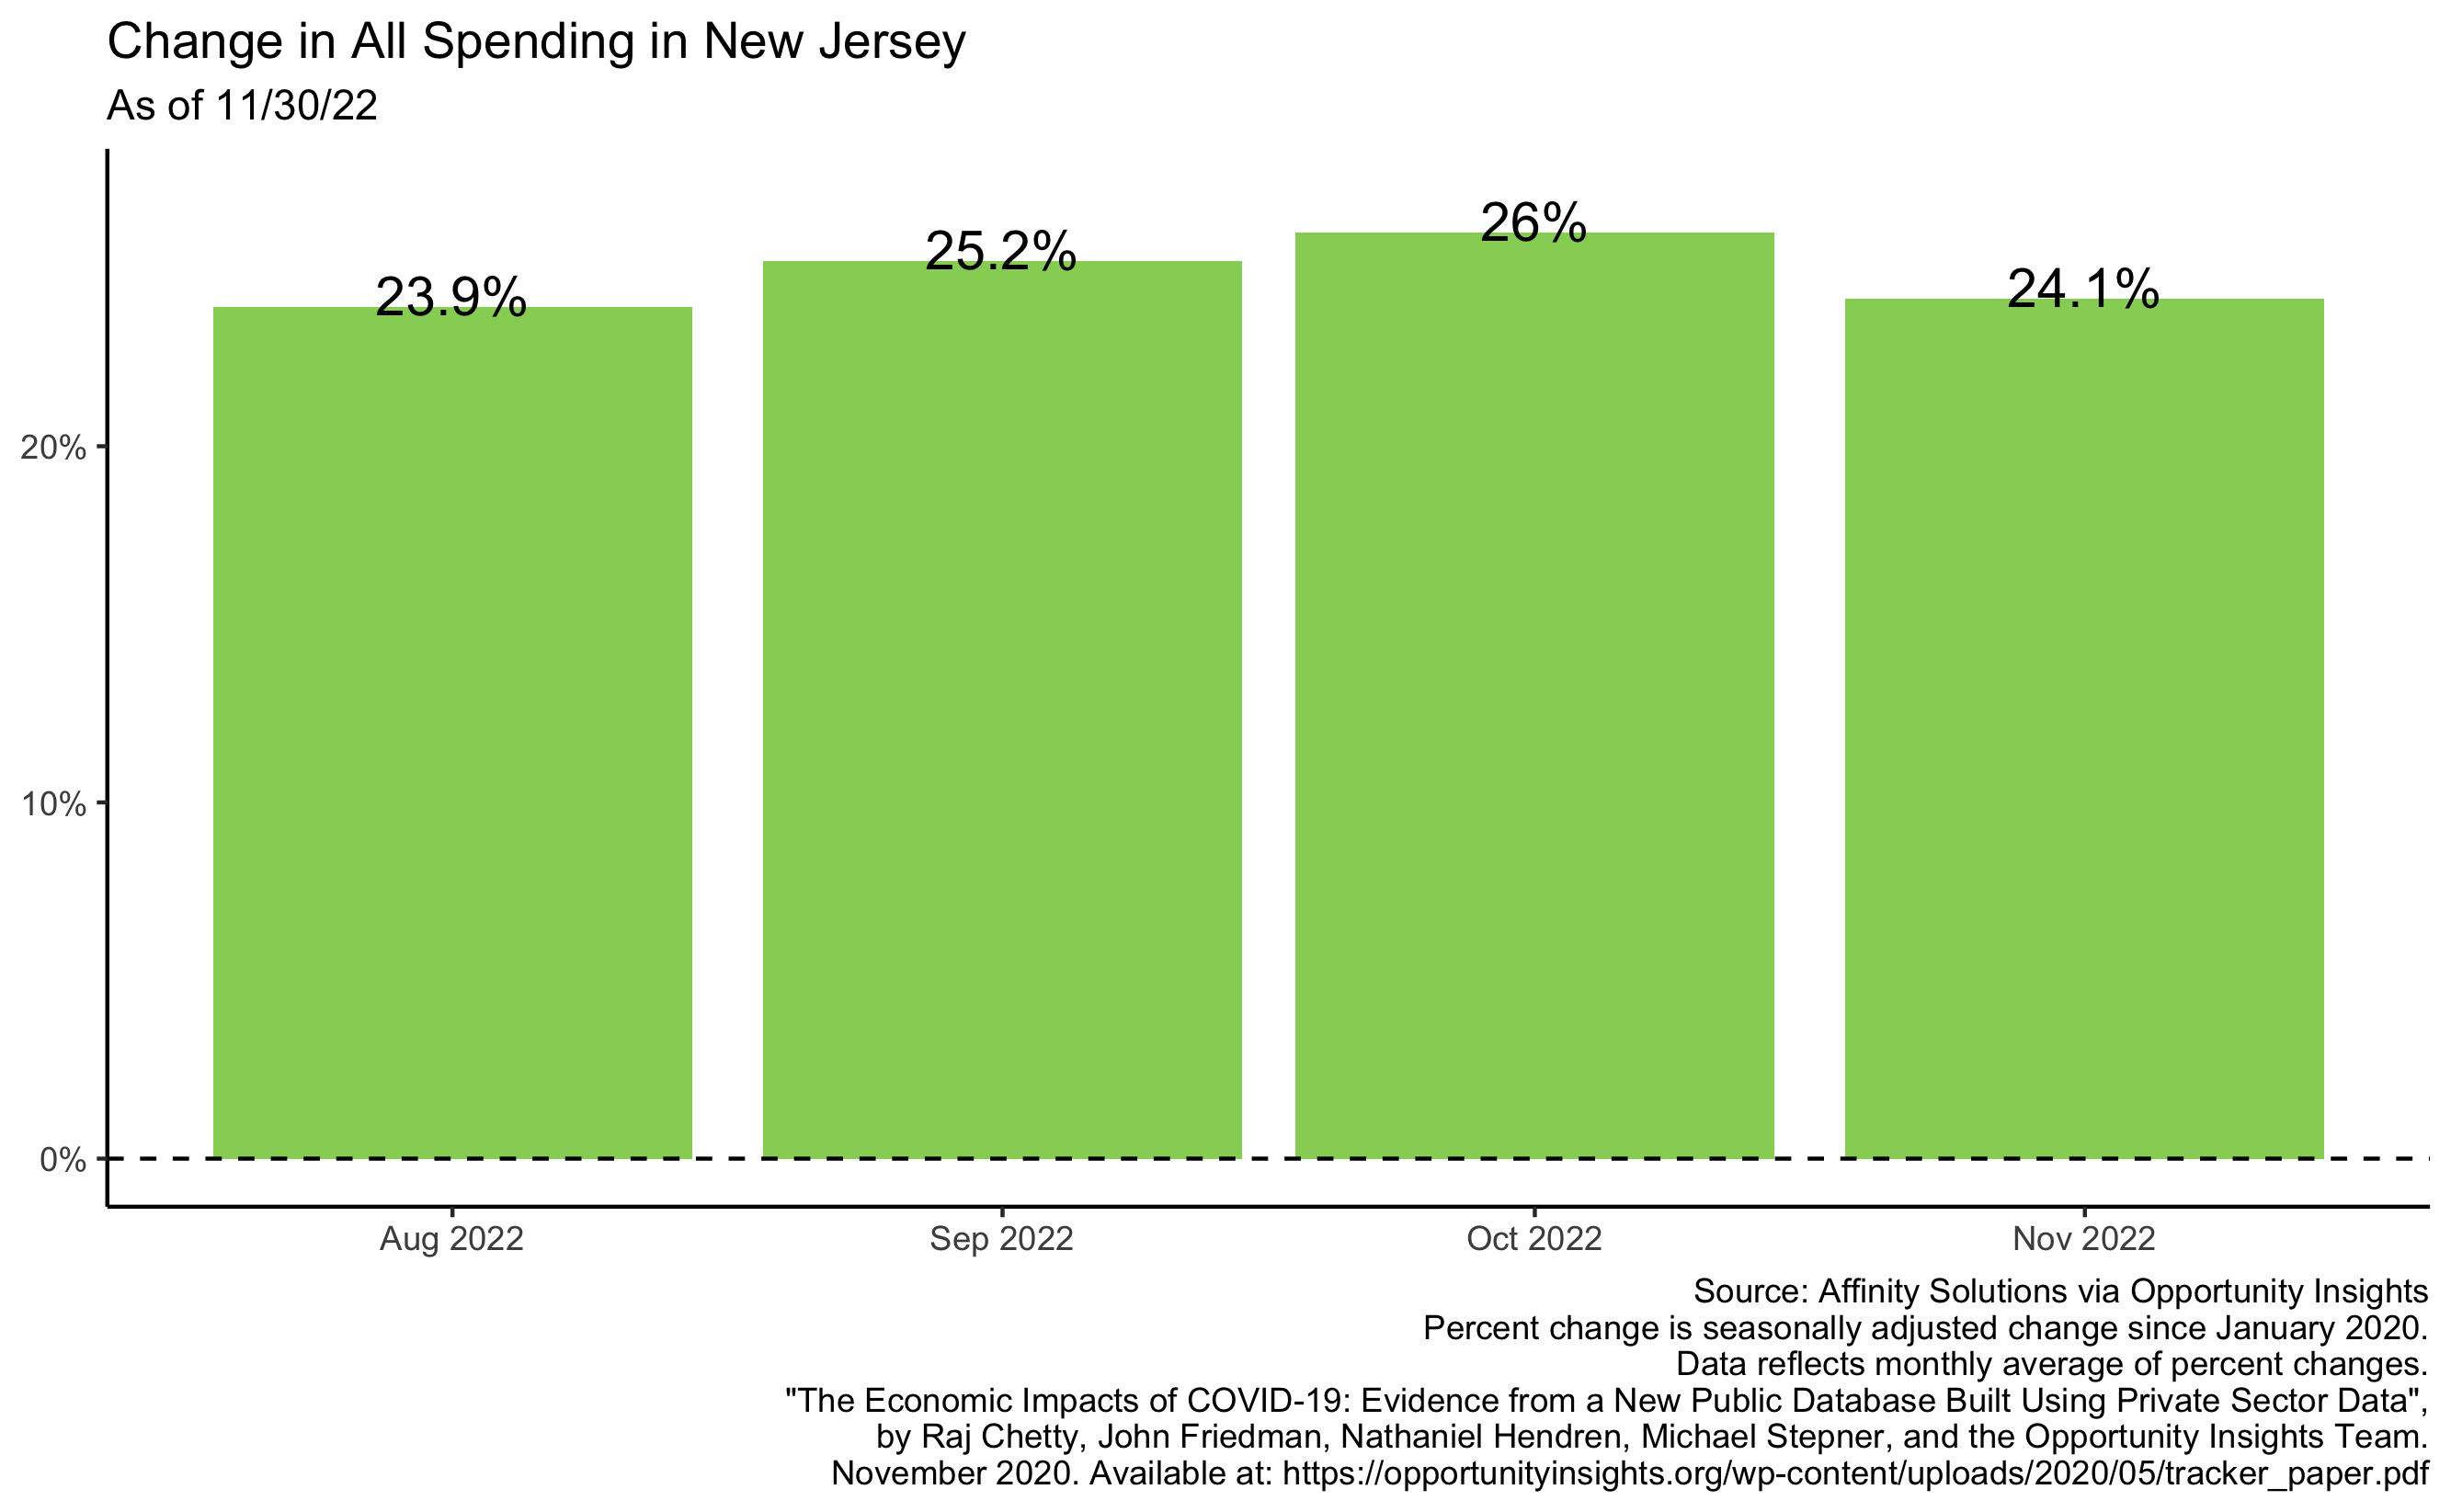 Change in All Spending in New Jersey
As of 11/30/22
23.9%
25.2%
26%
24.1%
20%
10%
0%
Aug 2022
Sep 2022
Oct 2022
Nov 2022
Source: Affinity Solutions via Opportunity Insights
Percent change is seasonally adjusted change since January 2020.
Data reflects monthly average of percent changes.
"The Economic Impacts of COVID-19: Evidence from a New Public Database Built Using Private Sector Data",
by Raj Chetty, John Friedman, Nathaniel Hendren, Michael Stepner, and the Opportunity Insights Team.
November 2020. Available at: https://opportunityinsights.org/wp-content/uploads/2020/05/tracker_paper.pdf